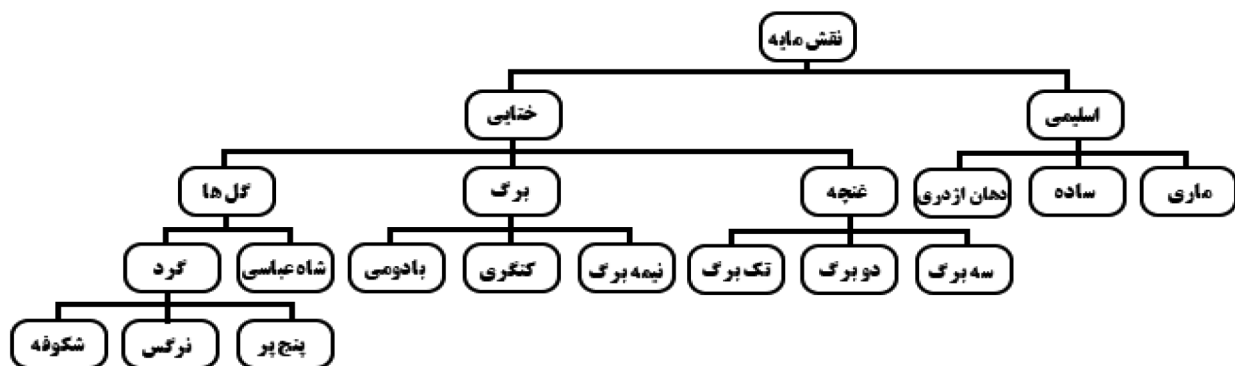 نقش مایه
اسلیمی
ختایی
ماری
ساده
دهان اژدری
غنچه
برگ
گل ها
سه برگ
دو برگ
تک برگ
نیمه برگ
کنگری
بادومی
شاه عباسی
گرد
پنج پر
نرگس
شکوفه